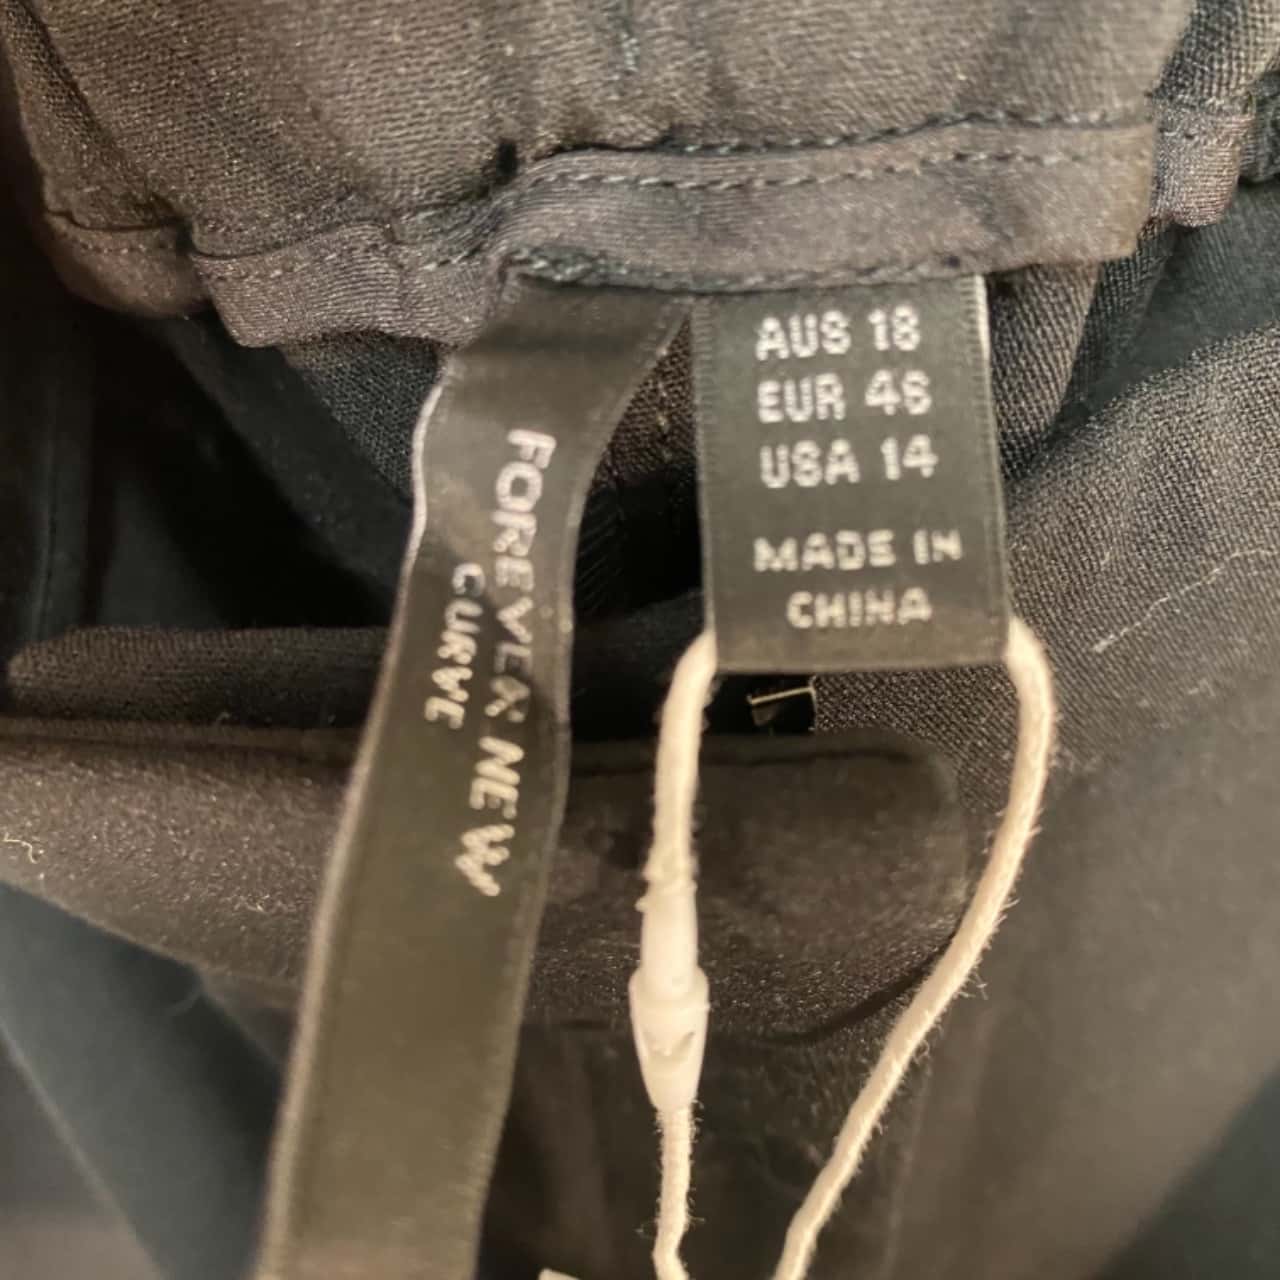 FOREVER NEW
CURVE
AUS 18
EUR 46
USA 14
MADE IN
CHINA